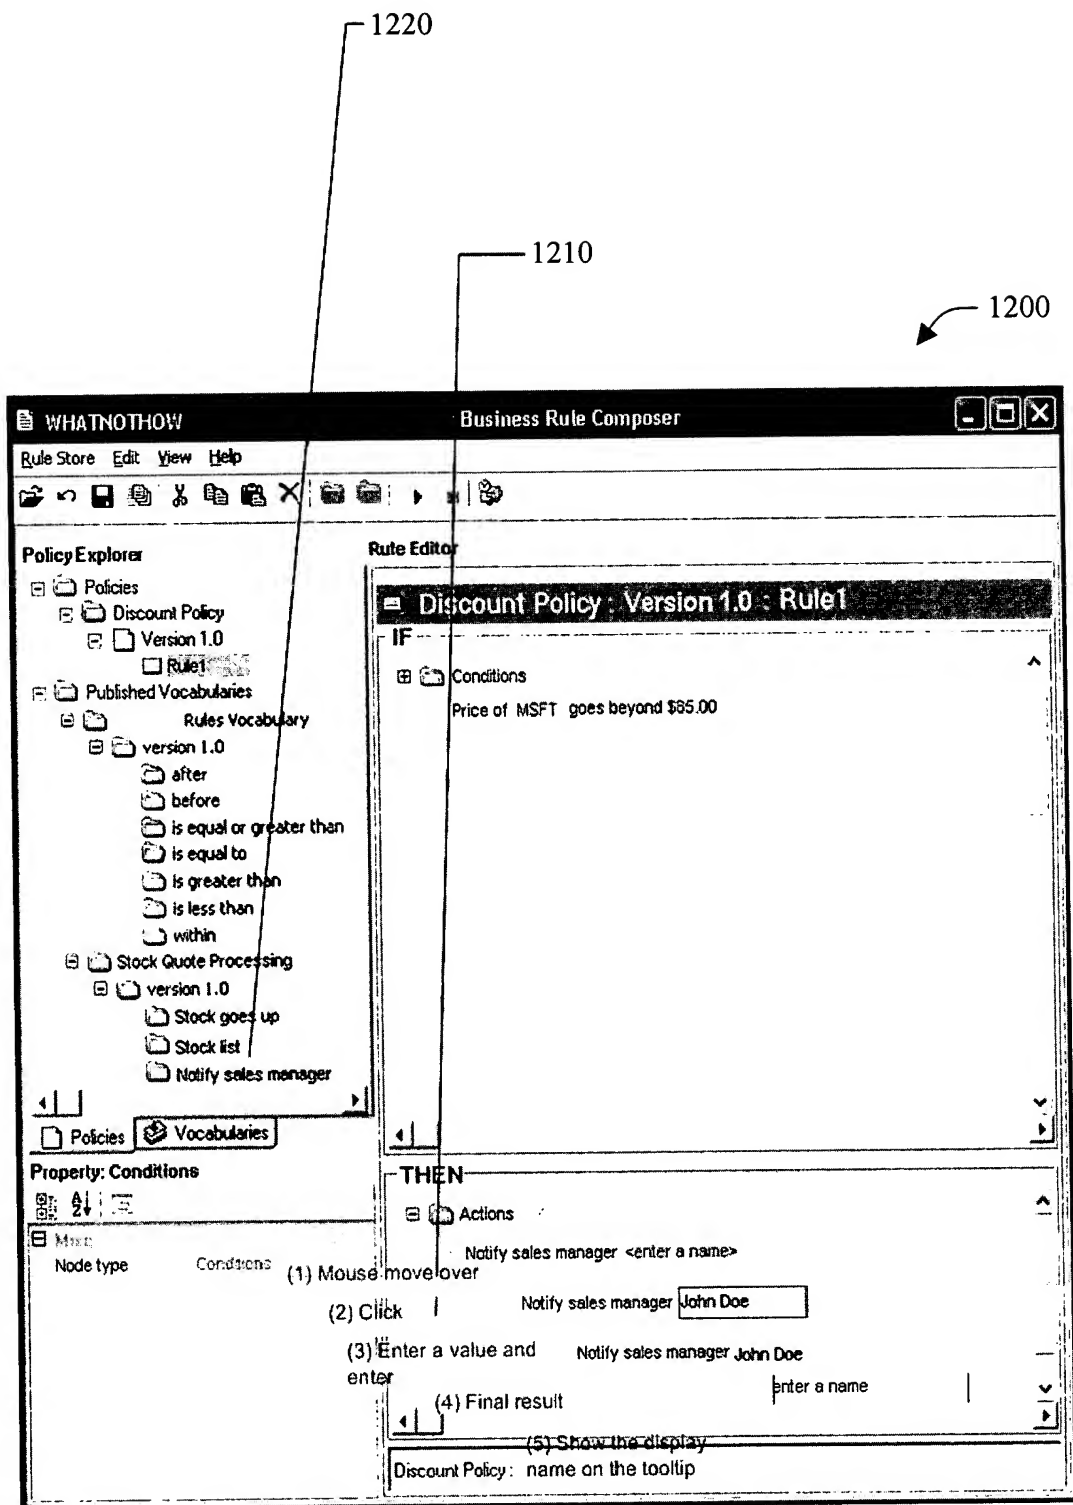 1220
1210
1200
WHATNOTHOW Business Rule Composer
Rule Store Edit View Help
Policy Explorer
Policies
Discount Policy
Version 1.0
Rule1
Published Vocabularies
Rules Vocabulary
version 1.0
after
before
is equal or greater than
is equal to
is greater than
is less than
within
Stock Quote Processing
version 1.0
Stock goes up
Stock list
Notify sales manager
Policies Vocabularies
Property: Conditions
Misc
Node type Conditions
Rule Editor
Discount Policy : Version 1.0 : Rule1
IF
Conditions
Price of MSFT goes beyond $85.00
THEN
Actions
Notify sales manager <enter a name>
(1) Mouse move over
Notify sales manager John Doe
(2) Click
Notify sales manager John Doe
(3) Enter a value and
enter
enter a name
(4) Final result
(5) Show the display
name on the tooltip
Discount Policy :